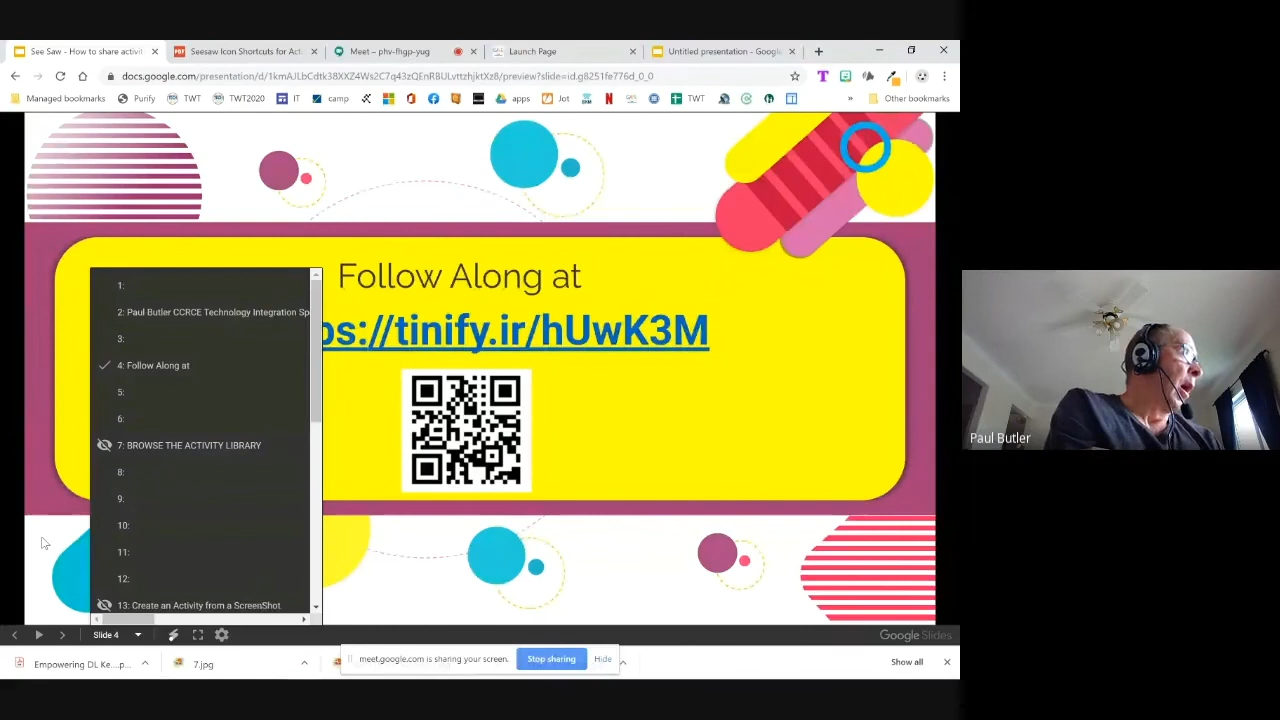 See Saw - How to share activit
Seesaw Icon Shortcuts for Act
Meet – phv-fhgp-yug
Launch Page
Untitled presentation - Google
docs.google.com/presentation/d/1kmAJLbCdtk38XXZ4Ws2C7q43zQEnRBULvttzhjktXz8/preview?slide=id.g8251fe776d_0_0
Managed bookmarks
Purify
TWT
TWT2020
IT
camp
apps
Jot
TWT
»
Other bookmarks
Follow Along at
ps://tinify.ir/hUwK3M
1:
2: Paul Butler CCRCE Technology Integration Sp
3:
4: Follow Along at
5:
6:
7: BROWSE THE ACTIVITY LIBRARY
8:
9:
10:
11:
12:
13: Create an Activity from a ScreenShot
Paul Butler
Slide 4
Google Slides
Empowering DL Ke....p...
7.jpg
meet.google.com is sharing your screen.
Stop sharing
Hide
Show all